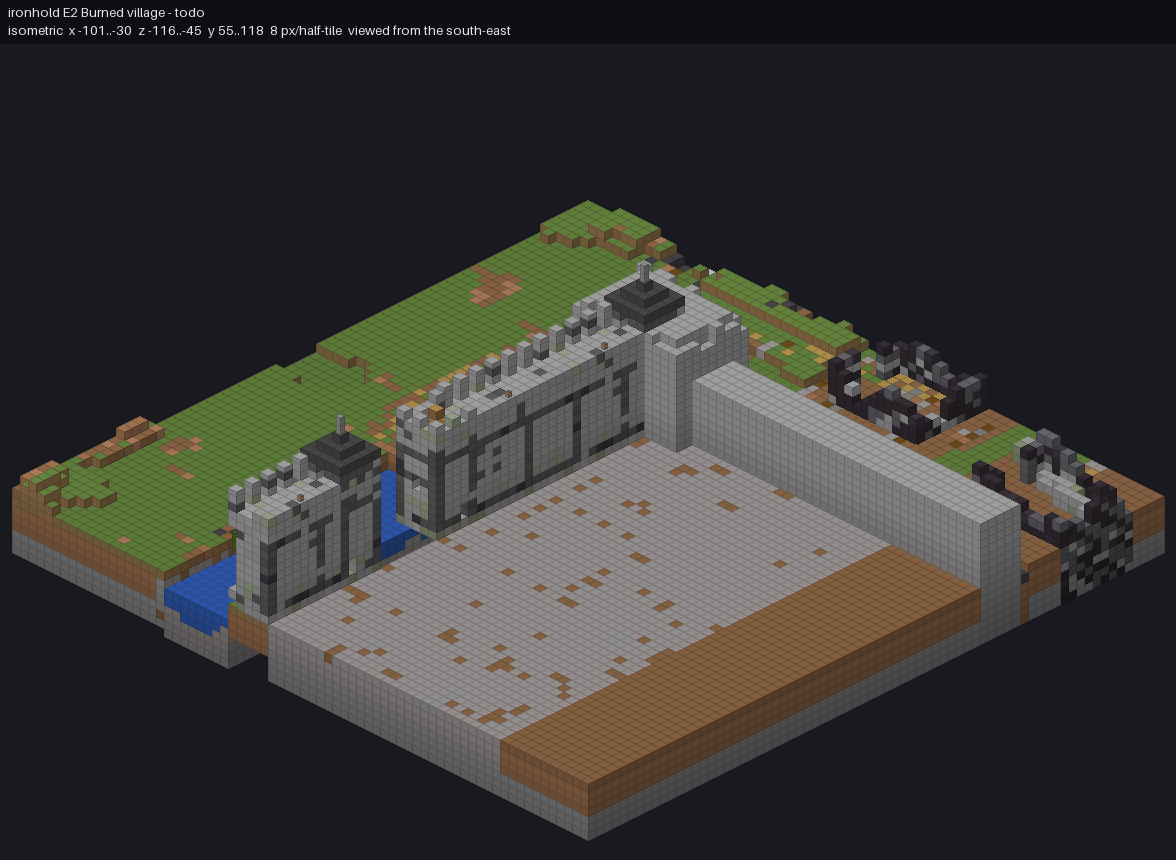 ironhold E2 Burned village - todo
isometric x -101..-30 z -116..-45 y 55..118 8 px/half-tile viewed from the south-east